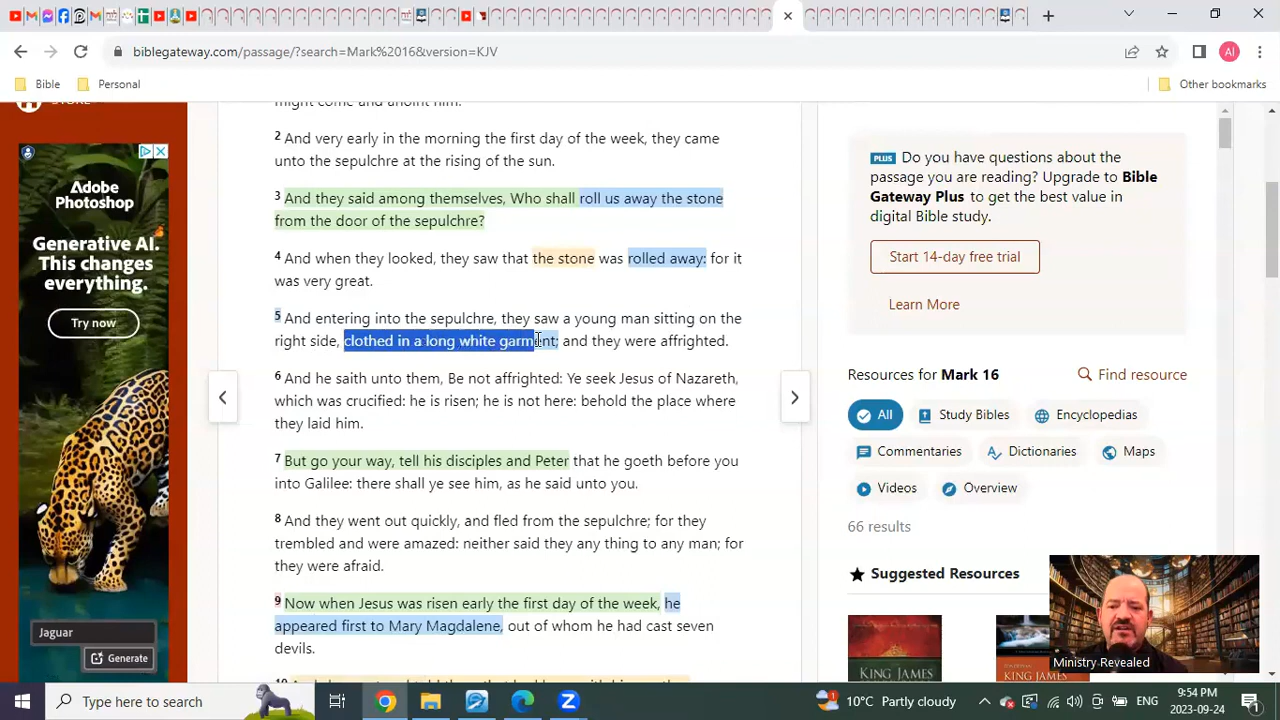 biblegateway.com/passage/?search=Mark%2016&version=KJV
AI
Bible
Personal
Other bookmarks
might come and anoint him.
2 And very early in the morning the first day of the week, they came
unto the sepulchre at the rising of the sun.
3 And they said among themselves, Who shall roll us away the stone
from the door of the sepulchre?
4 And when they looked, they saw that the stone was rolled away: for it
was very great.
5 And entering into the sepulchre, they saw a young man sitting on the
right side, clothed in a long white garment; and they were affrighted.
6 And he saith unto them, Be not affrighted: Ye seek Jesus of Nazareth,
which was crucified: he is risen; he is not here: behold the place where
they laid him.
7 But go your way, tell his disciples and Peter that he goeth before you
into Galilee: there shall ye see him, as he said unto you.
8 And they went out quickly, and fled from the sepulchre; for they
trembled and were amazed: neither said they any thing to any man; for
they were afraid.
9 Now when Jesus was risen early the first day of the week, he
appeared first to Mary Magdalene, out of whom he had cast seven
devils.
Adobe
Photoshop
Generative AI.
This changes
everything.
Try now
Jaguar
Generate
PLUS Do you have questions about the
passage you are reading? Upgrade to Bible
Gateway Plus to get the best value in
digital Bible study.
Start 14-day free trial
Learn More
Resources for Mark 16
Find resource
All
Study Bibles
Encyclopedias
Commentaries
Dictionaries
Maps
Videos
Overview
66 results
Suggested Resources
KING JAMES
KING JAMES
Ministry Revealed
Type here to search
1
10°C Partly cloudy
ENG
9:54 PM
2023-09-24
1